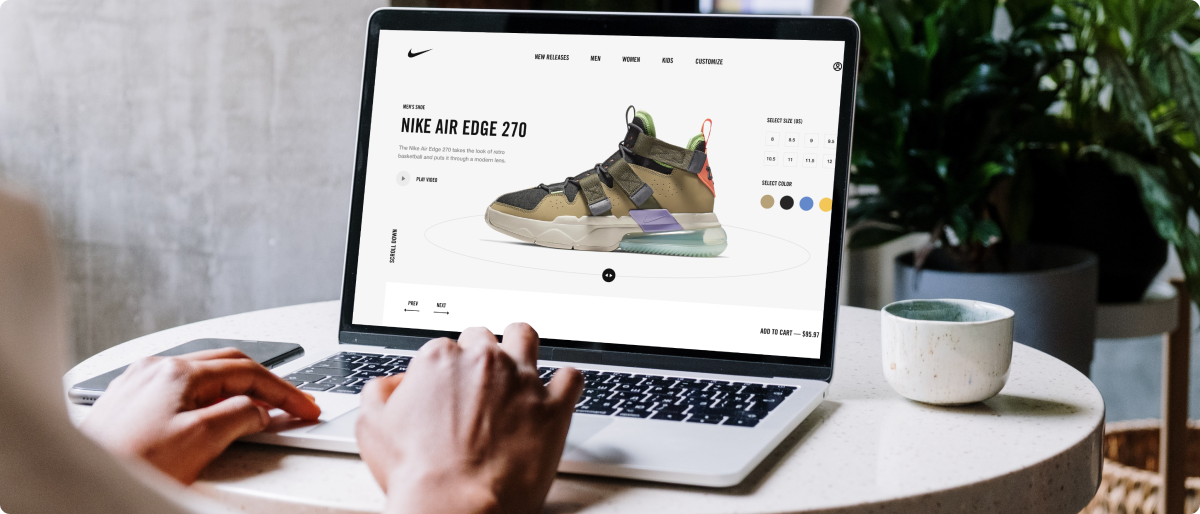 NEW RELEASES MEN WOMEN KIDS CUSTOMIZE
MEN'S SHOE
NIKE AIR EDGE 270
The Nike Air Edge 270 takes the look of retro
basketball and puts it through a modern lens.
PLAY VIDEO
SCROLL DOWN
SELECT SIZE (US)
8 8.5 9 9.5
10.5 11 11.5 12
SELECT COLOR
PREV NEXT
ADD TO CART — $95.97